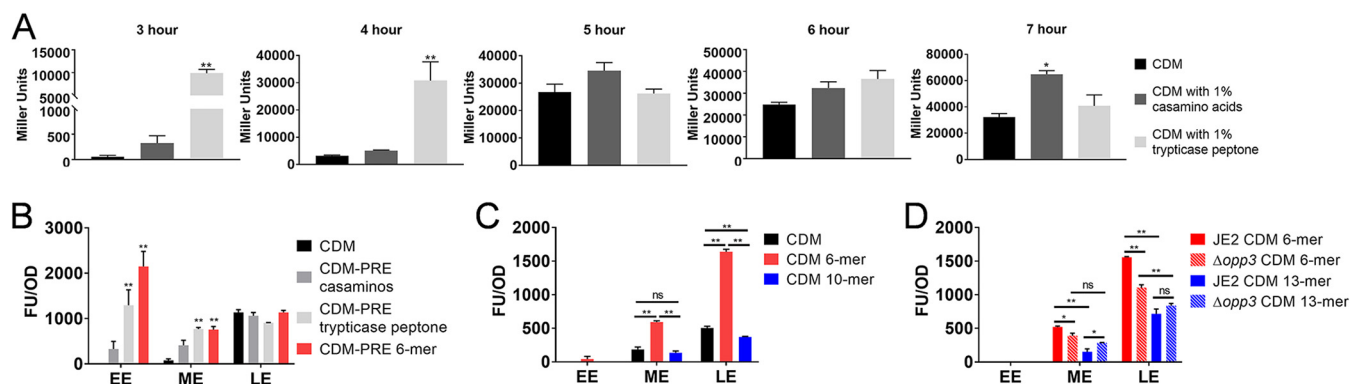 A
3 hour
Miller Units
15000
10000
5000
1000
500
0
**
4 hour
Miller Units
40000
30000
20000
10000
0
**
5 hour
Miller Units
40000
30000
20000
10000
0
6 hour
Miller Units
50000
40000
30000
20000
10000
0
7 hour
Miller Units
80000
60000
40000
20000
0
*
CDM
CDM with 1%
casamino acids
CDM with 1%
trypticase peptone
B
FU/OD
3000
2000
1000
0
** **
** **
EE ME LE
CDM
CDM-PRE
casaminos
CDM-PRE
trypticase peptone
CDM-PRE 6-mer
C
FU/OD
2000
1500
1000
500
0
ns
** **
**
** **
EE ME LE
CDM
CDM 6-mer
CDM 10-mer
D
FU/OD
2000
1500
1000
500
0
ns
**
*
*
**
**
**
ns
EE ME LE
JE2 CDM 6-mer
Δopp3 CDM 6-mer
JE2 CDM 13-mer
Δopp3 CDM 13-mer